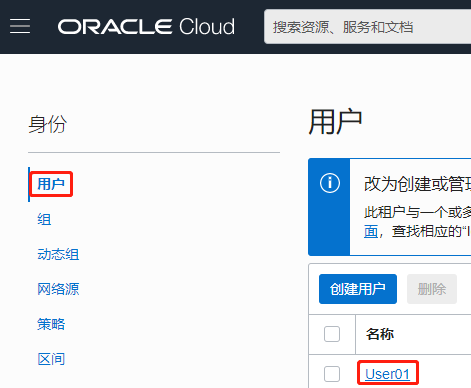 ORACLE Cloud
搜索资源、服务和文档
身份
用户
组
动态组
网络源
策略
区间
用户
改为创建或管理
此租户与一个或多
面，查找相应的“I
创建用户
删除
名称
User01